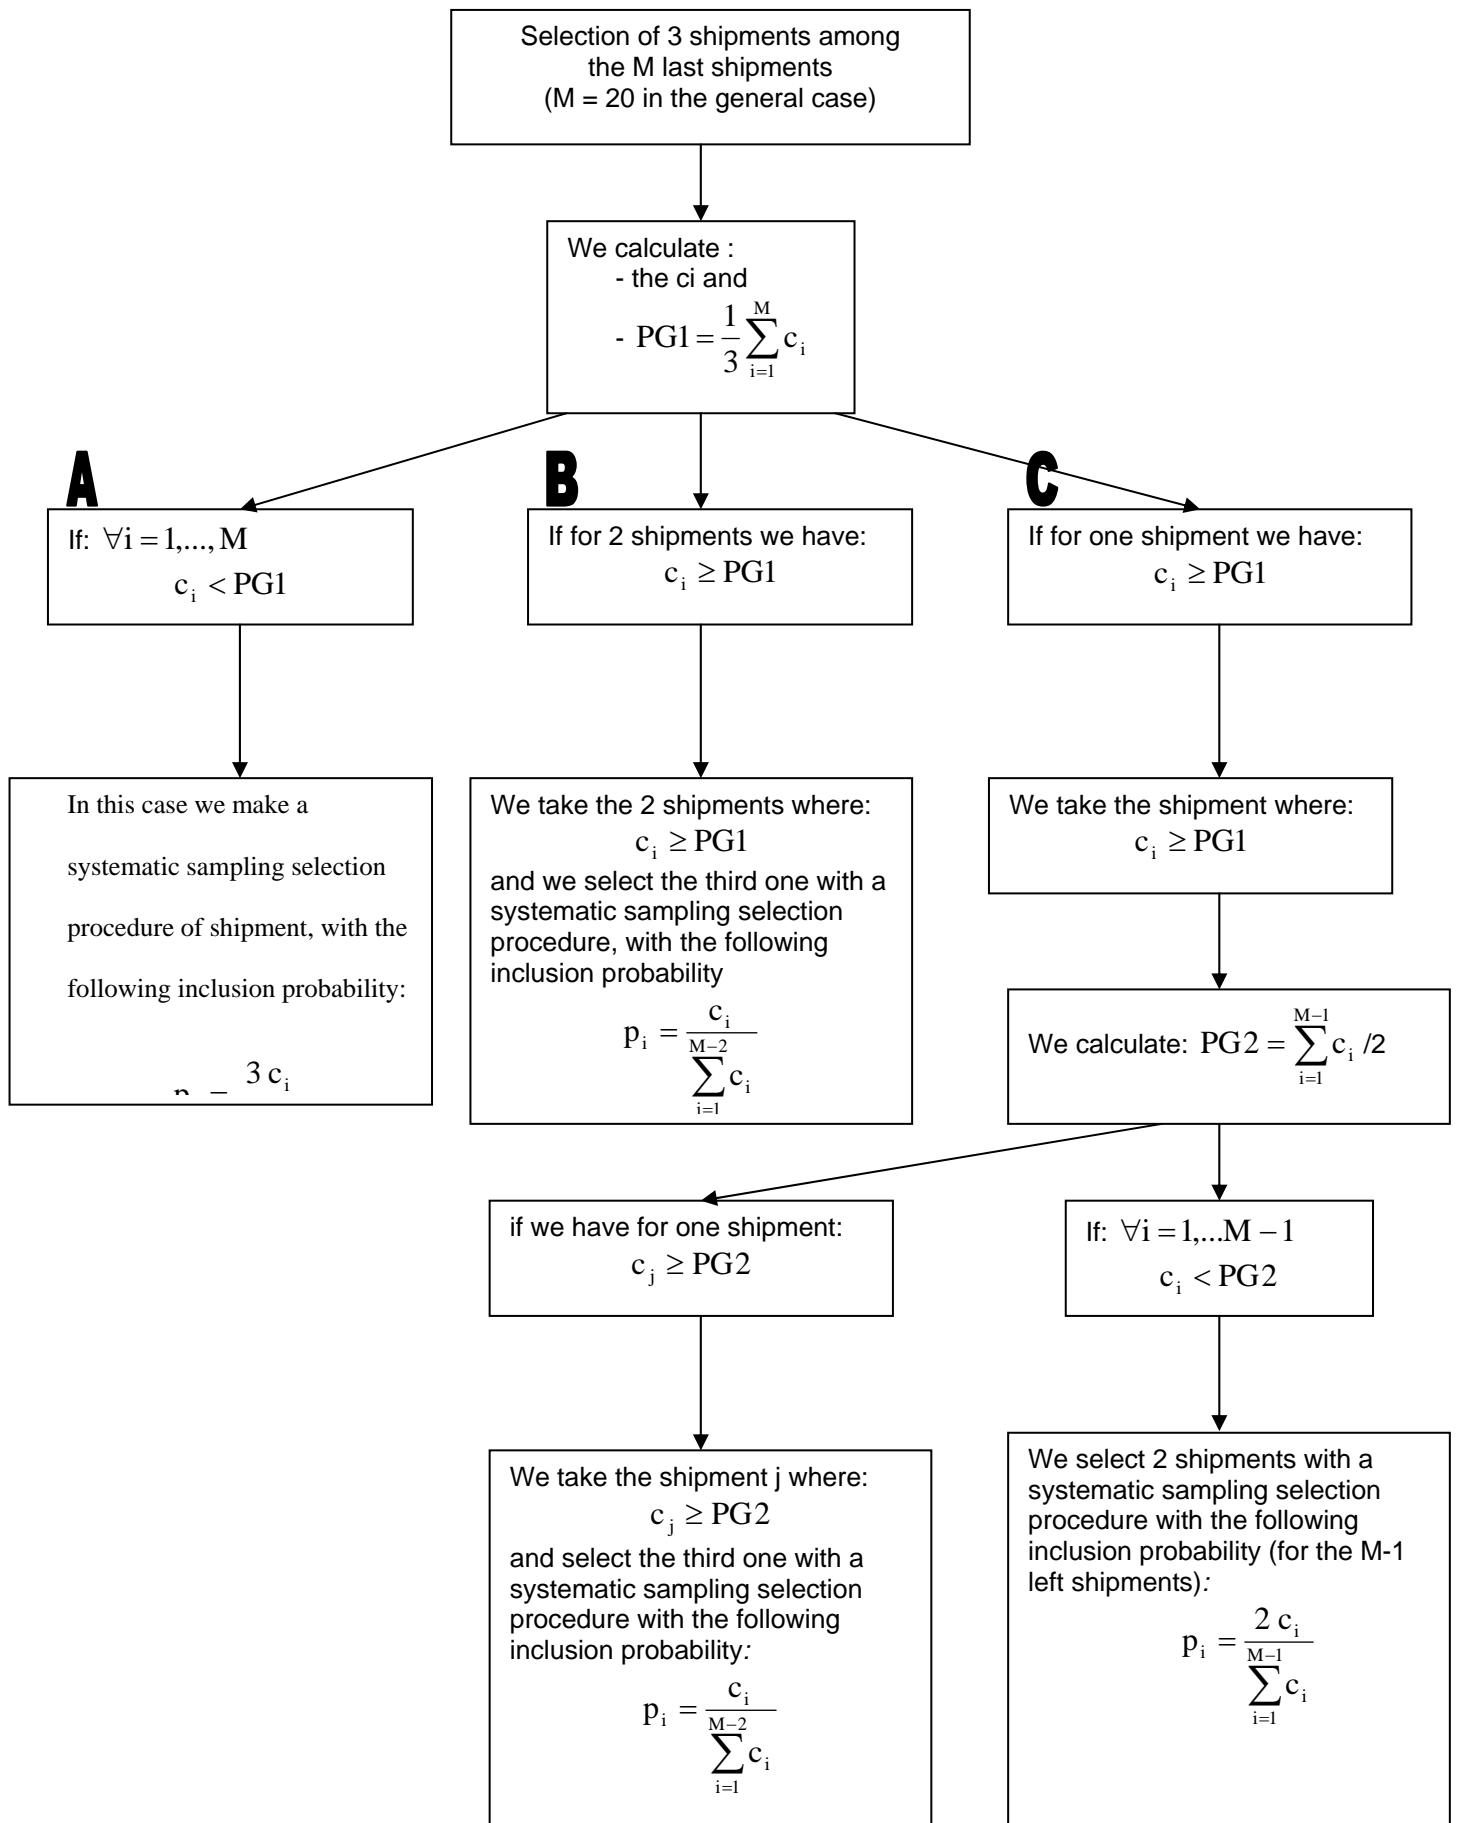 Selection of 3 shipments among
the M last shipments
(M = 20 in the general case)
We calculate :
- the ci and
- PG1 = 1/3 ∑_{i=1}^{M} c_i
A
If: ∀i = 1,..., M
c_i < PG1
B
If for 2 shipments we have:
c_i ≥ PG1
C
If for one shipment we have:
c_i ≥ PG1
In this case we make a
systematic sampling selection
procedure of shipment, with the
following inclusion probability:
p = 3 c_i
We take the 2 shipments where:
c_i ≥ PG1
and we select the third one with a
systematic sampling selection
procedure, with the following
inclusion probability
p_i = c_i / ∑_{i=1}^{M−2} c_i
We take the shipment where:
c_i ≥ PG1
We calculate: PG2 = ∑_{i=1}^{M−1} c_i /2
if we have for one shipment:
c_j ≥ PG2
If: ∀i = 1,...M − 1
c_i < PG2
We take the shipment j where:
c_j ≥ PG2
and select the third one with a
systematic sampling selection
procedure with the following
inclusion probability:
p_i = c_i / ∑_{i=1}^{M−2} c_i
We select 2 shipments with a
systematic sampling selection
procedure with the following
inclusion probability (for the M-1
left shipments):
p_i = 2 c_i / ∑_{i=1}^{M−1} c_i